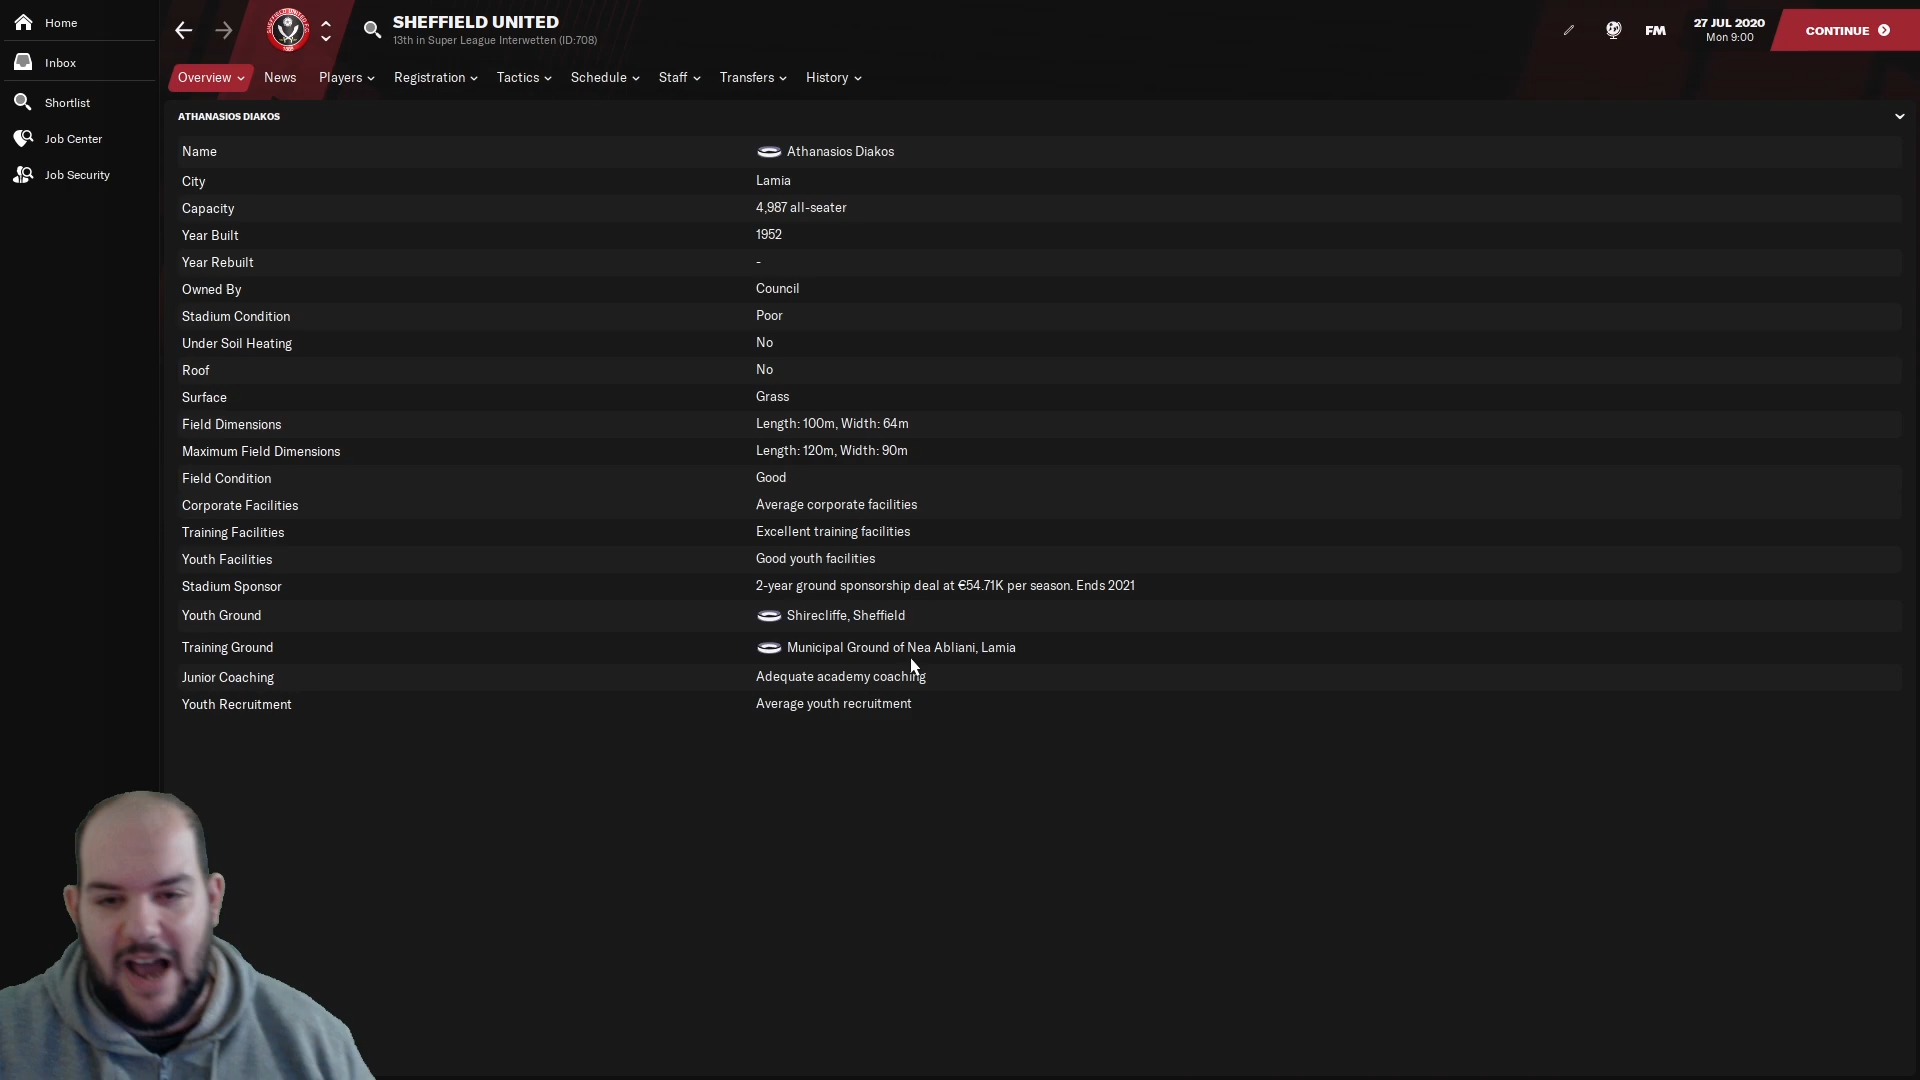 Home
Inbox
Shortlist
Job Center
Job Security
SHEFFIELD UNITED
13th in Super League Interwetten (ID:708)
FM
27 JUL 2020
Mon 9:00
CONTINUE
Overview News Players Registration Tactics Schedule Staff Transfers History
ATHANASIOS DIAKOS
Name Athanasios Diakos
City Lamia
Capacity 4,987 all-seater
Year Built 1952
Year Rebuilt -
Owned By Council
Stadium Condition Poor
Under Soil Heating No
Roof No
Surface Grass
Field Dimensions Length: 100m, Width: 64m
Maximum Field Dimensions Length: 120m, Width: 90m
Field Condition Good
Corporate Facilities Average corporate facilities
Training Facilities Excellent training facilities
Youth Facilities Good youth facilities
Stadium Sponsor 2-year ground sponsorship deal at €54.71K per season. Ends 2021
Youth Ground Shirecliffe, Sheffield
Training Ground Municipal Ground of Nea Abliani, Lamia
Junior Coaching Adequate academy coaching
Youth Recruitment Average youth recruitment